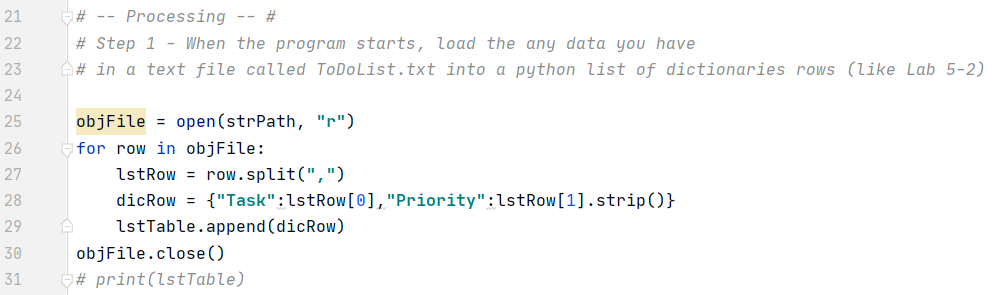 21 # -- Processing -- #
22 # Step 1 - When the program starts, load the any data you have
23 # in a text file called ToDoList.txt into a python list of dictionaries rows (like Lab 5-2)
24
25 objFile = open(strPath, "r")
26 for row in objFile:
27     lstRow = row.split(",")
28     dicRow = {"Task":lstRow[0],"Priority":lstRow[1].strip()}
29     lstTable.append(dicRow)
30 objFile.close()
31 # print(lstTable)